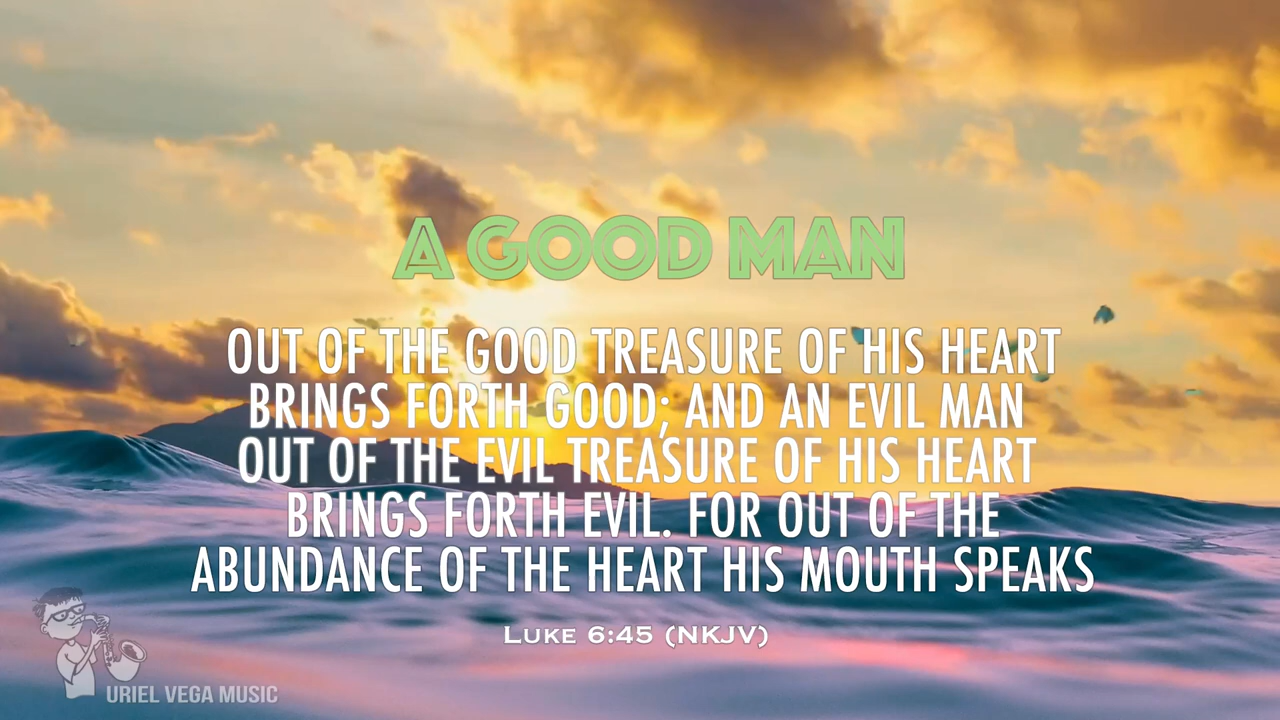 A GOOD MAN
OUT OF THE GOOD TREASURE OF HIS HEART
BRINGS FORTH GOOD; AND AN EVIL MAN
OUT OF THE EVIL TREASURE OF HIS HEART
BRINGS FORTH EVIL. FOR OUT OF THE
ABUNDANCE OF THE HEART HIS MOUTH SPEAKS
Luke 6:45 (NKJV)
URIEL VEGA MUSIC